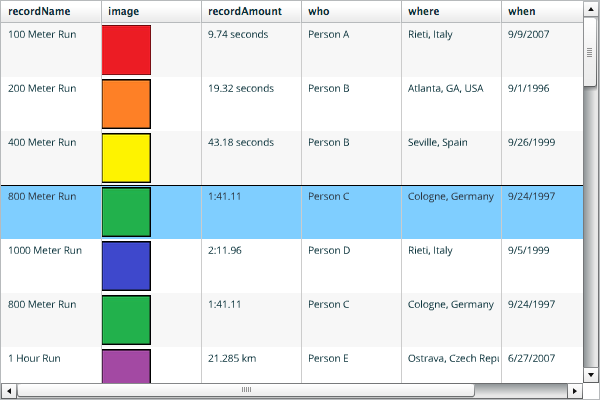 recordName image recordAmount who where when
100 Meter Run 9.74 seconds Person A Rieti, Italy 9/9/2007
200 Meter Run 19.32 seconds Person B Atlanta, GA, USA 9/1/1996
400 Meter Run 43.18 seconds Person B Seville, Spain 9/26/1999
800 Meter Run 1:41.11 Person C Cologne, Germany 9/24/1997
1000 Meter Run 2:11.96 Person D Rieti, Italy 9/5/1999
800 Meter Run 1:41.11 Person C Cologne, Germany 9/24/1997
1 Hour Run 21.285 km Person E Ostrava, Czech 6/27/2007